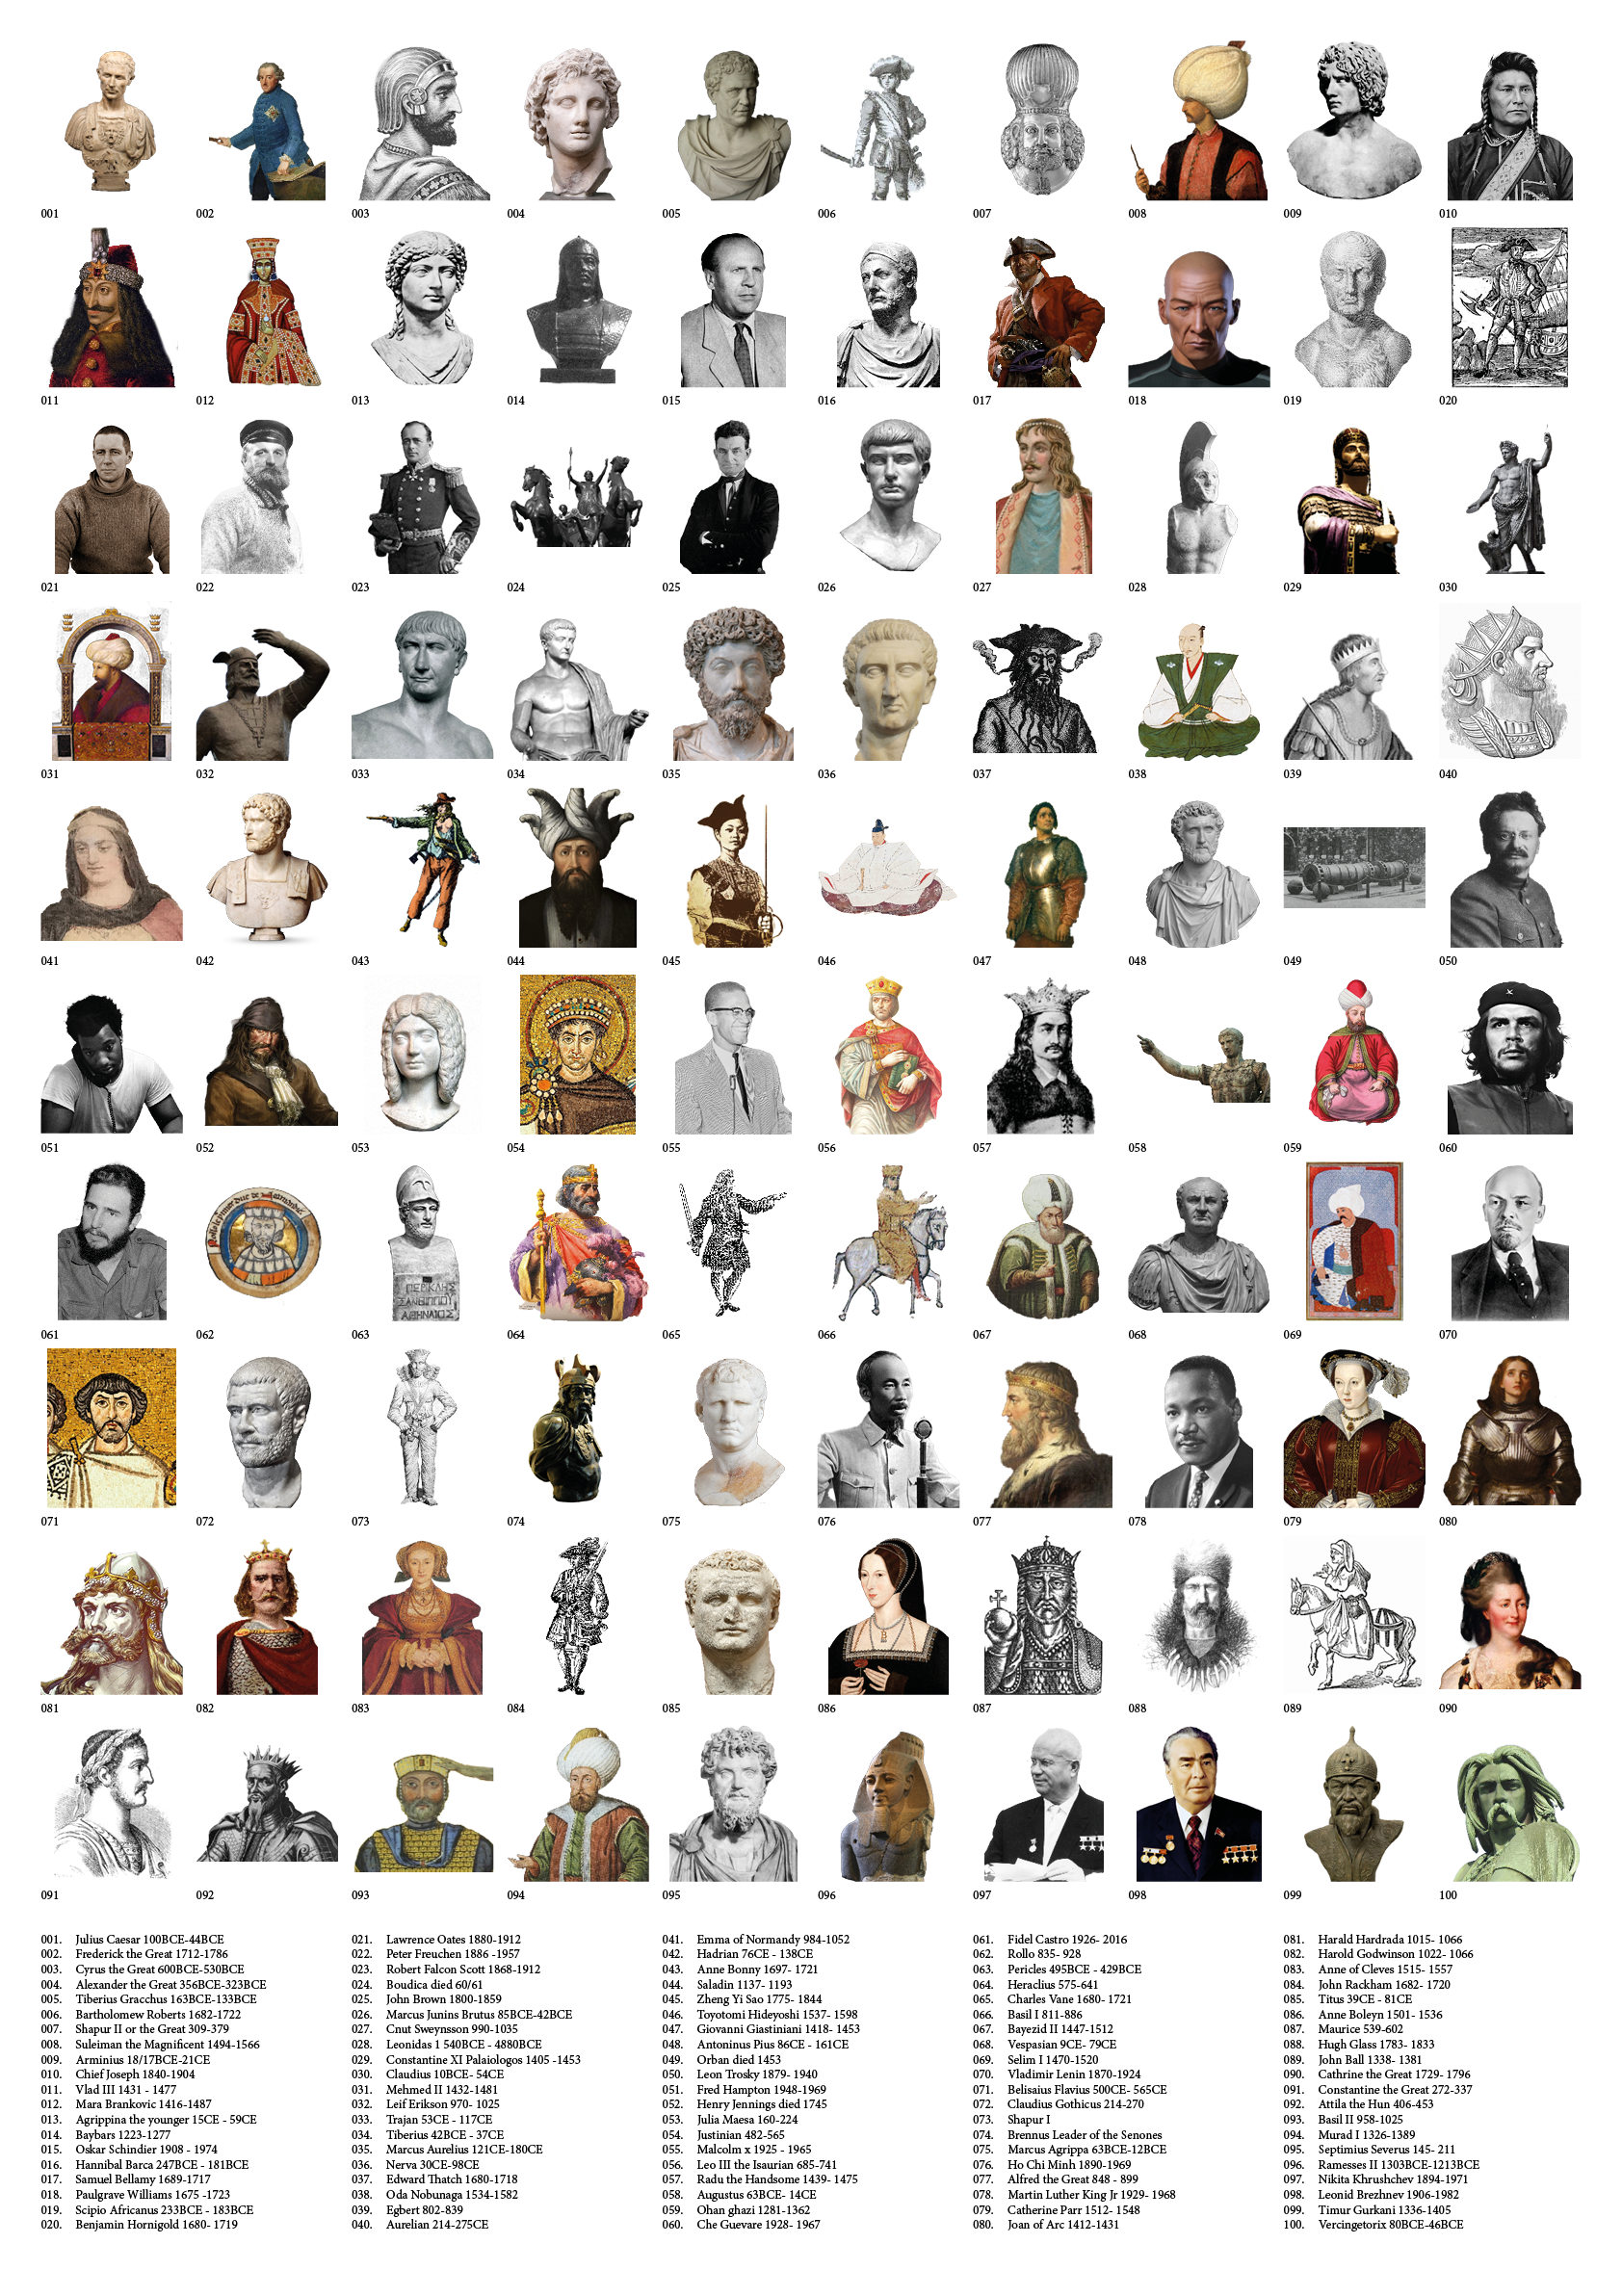 001 002 003 004 005 006 007 008 009 010
011 012 013 014 015 016 017 018 019 020
021 022 023 024 025 026 027 028 029 030
031 032 033 034 035 036 037 038 039 040
041 042 043 044 045 046 047 048 049 050
051 052 053 054 055 056 057 058 059 060
ΠΕΡΙΚΛΗΣ
ΞΑΝΘΙΠΠΟΥ
ΑΘΗΝΑΙΟΣ
061 062 063 064 065 066 067 068 069 070
071 072 073 074 075 076 077 078 079 080
081 082 083 084 085 086 087 088 089 090
091 092 093 094 095 096 097 098 099 100
001. Julius Caesar 100BCE-44BCE
002. Frederick the Great 1712-1786
003. Cyrus the Great 600BCE-530BCE
004. Alexander the Great 356BCE-323BCE
005. Tiberius Gracchus 163BCE-133BCE
006. Bartholomew Roberts 1682-1722
007. Shapur II or the Great 309-379
008. Suleiman the Magnificent 1494-1566
009. Arminius 18/17BCE-21CE
010. Chief Joseph 1840-1904
011. Vlad III 1431 - 1477
012. Mara Brankovic 1416-1487
013. Agrippina the younger 15CE - 59CE
014. Baybars 1223-1277
015. Oskar Schindier 1908 - 1974
016. Hannibal Barca 247BCE - 181BCE
017. Samuel Bellamy 1689-1717
018. Paulgrave Williams 1675 -1723
019. Scipio Africanus 233BCE - 183BCE
020. Benjamin Hornigold 1680- 1719
021. Lawrence Oates 1880-1912
022. Peter Freuchen 1886 -1957
023. Robert Falcon Scott 1868-1912
024. Boudica died 60/61
025. John Brown 1800-1859
026. Marcus Junins Brutus 85BCE-42BCE
027. Cnut Sweynsson 990-1035
028. Leonidas 1 540BCE - 4880BCE
029. Constantine XI Palaiologos 1405 -1453
030. Claudius 10BCE- 54CE
031. Mehmed II 1432-1481
032. Leif Erikson 970- 1025
033. Trajan 53CE - 117CE
034. Tiberius 42BCE - 37CE
035. Marcus Aurelius 121CE-180CE
036. Nerva 30CE-98CE
037. Edward Thatch 1680-1718
038. Oda Nobunaga 1534-1582
039. Egbert 802-839
040. Aurelian 214-275CE
041. Emma of Normandy 984-1052
042. Hadrian 76CE - 138CE
043. Anne Bonny 1697- 1721
044. Saladin 1137- 1193
045. Zheng Yi Sao 1775- 1844
046. Toyotomi Hideyoshi 1537- 1598
047. Giovanni Giastiniani 1418- 1453
048. Antoninus Pius 86CE - 161CE
049. Orban died 1453
050. Leon Trosky 1879- 1940
051. Fred Hampton 1948-1969
052. Henry Jennings died 1745
053. Julia Maesa 160-224
054. Justinian 482-565
055. Malcolm x 1925 - 1965
056. Leo III the Isaurian 685-741
057. Radu the Handsome 1439- 1475
058. Augustus 63BCE- 14CE
059. Ohan ghazi 1281-1362
060. Che Guevare 1928- 1967
061. Fidel Castro 1926- 2016
062. Rollo 835- 928
063. Pericles 495BCE - 429BCE
064. Heraclius 575-641
065. Charles Vane 1680- 1721
066. Basil I 811-886
067. Bayezid II 1447-1512
068. Vespasian 9CE- 79CE
069. Selim I 1470-1520
070. Vladimir Lenin 1870-1924
071. Belisaius Flavius 500CE- 565CE
072. Claudius Gothicus 214-270
073. Shapur I
074. Brennus Leader of the Senones
075. Marcus Agrippa 63BCE-12BCE
076. Ho Chi Minh 1890-1969
077. Alfred the Great 848 - 899
078. Martin Luther King Jr 1929- 1968
079. Catherine Parr 1512- 1548
080. Joan of Arc 1412-1431
081. Harald Hardrada 1015- 1066
082. Harold Godwinson 1022- 1066
083. Anne of Cleves 1515- 1557
084. John Rackham 1682- 1720
085. Titus 39CE - 81CE
086. Anne Boleyn 1501- 1536
087. Maurice 539-602
088. Hugh Glass 1783- 1833
089. John Ball 1338- 1381
090. Cathrine the Great 1729- 1796
091. Constantine the Great 272-337
092. Attila the Hun 406-453
093. Basil II 958-1025
094. Murad I 1326-1389
095. Septimius Severus 145- 211
096. Ramesses II 1303BCE-1213BCE
097. Nikita Khrushchev 1894-1971
098. Leonid Brezhnev 1906-1982
099. Timur Gurkani 1336-1405
100. Vercingetorix 80BCE-46BCE